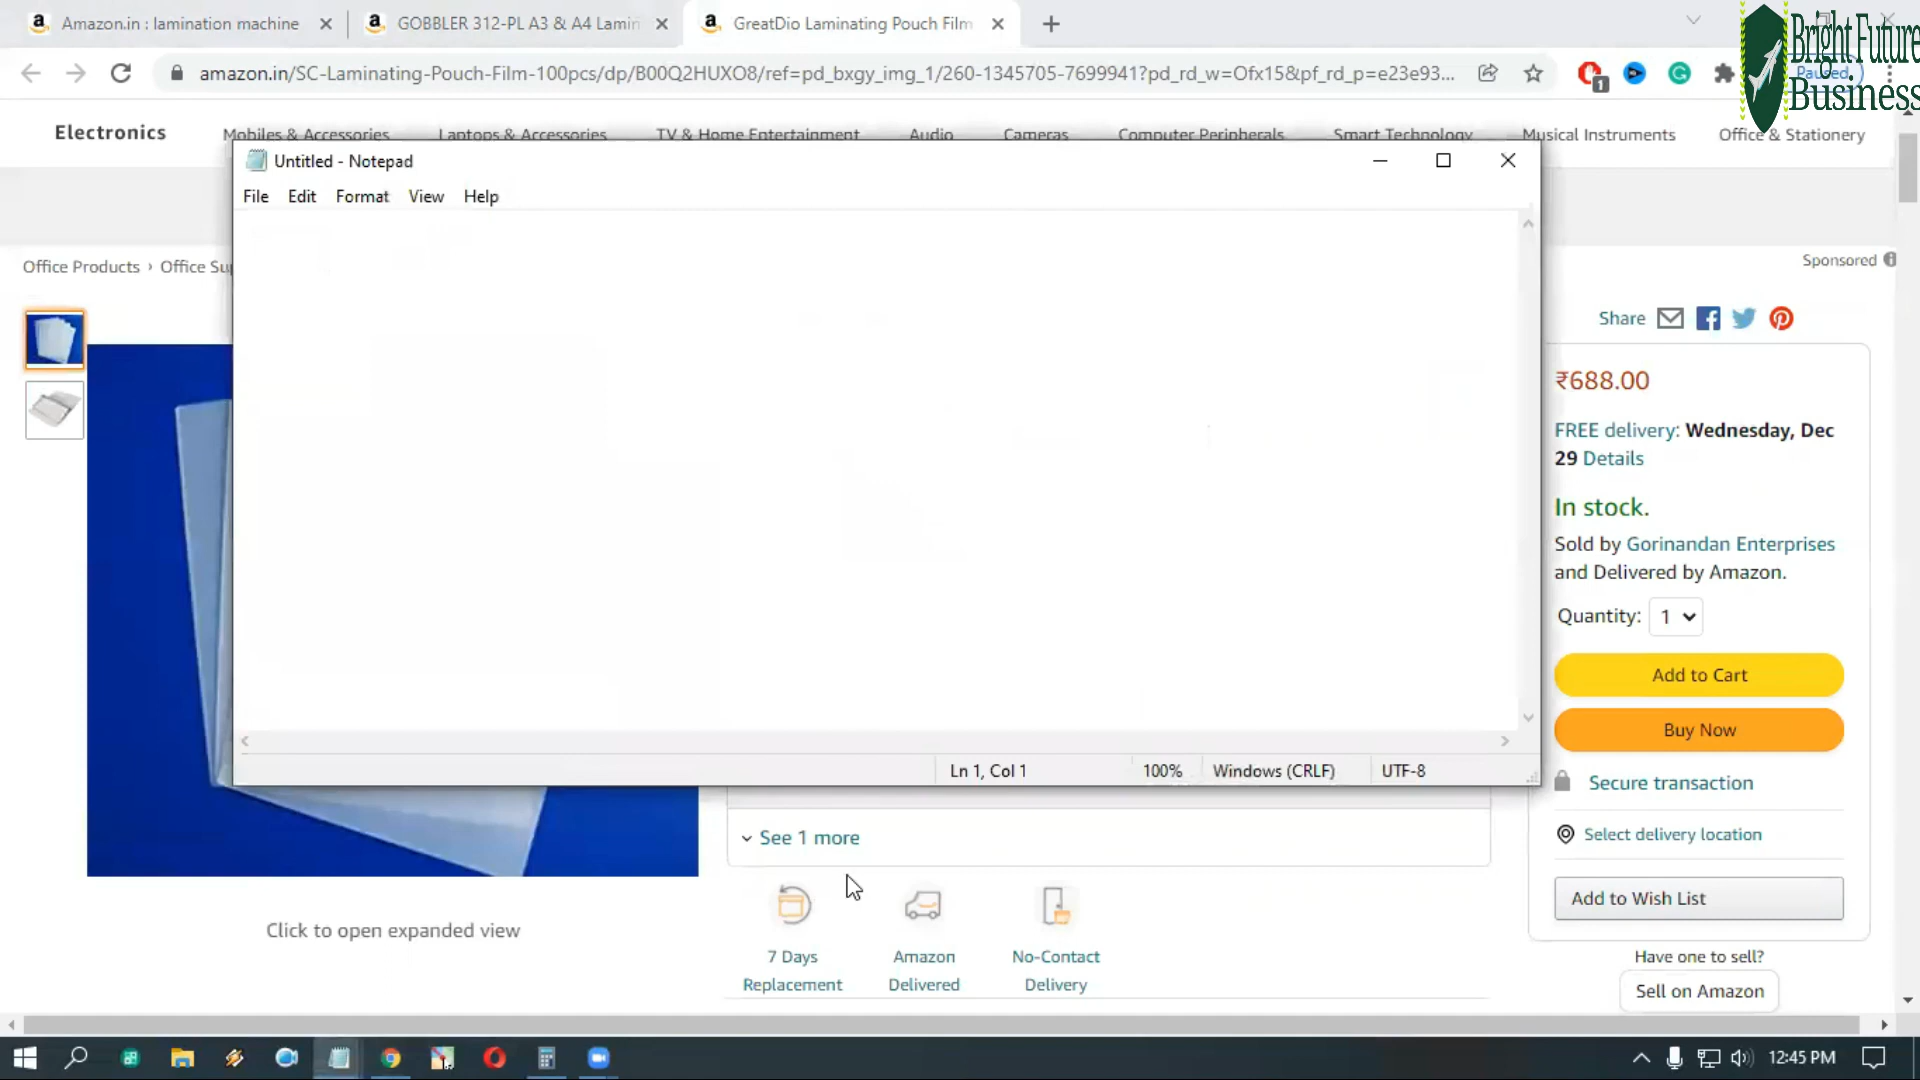 Amazon.in : lamination machine
GOBBLER 312-PL A3 & A4 Lamin
GreatDio Laminating Pouch Film
amazon.in/SC-Laminating-Pouch-Film-100pcs/dp/B00Q2HUXO8/ref=pd_bxgy_img_1/260-1345705-7699941?pd_rd_w=Ofx15&pf_rd_p=e23e93...
1
Paused
Bright Future
Business
Electronics
Mobiles & Accessories
Laptops & Accessories
TV & Home Entertainment
Audio
Cameras
Computer Peripherals
Smart Technology
Musical Instruments
Office & Stationery
Untitled - Notepad
File Edit Format View Help
Office Products › Office Su
Sponsored
Share
₹688.00
FREE delivery: Wednesday, Dec
29 Details
In stock.
Sold by Gorinandan Enterprises
and Delivered by Amazon.
Quantity: 1
Add to Cart
Buy Now
Ln 1, Col 1
100%
Windows (CRLF)
UTF-8
Secure transaction
See 1 more
Select delivery location
Add to Wish List
Click to open expanded view
7 Days
Replacement
Amazon
Delivered
No-Contact
Delivery
Have one to sell?
Sell on Amazon
12:45 PM